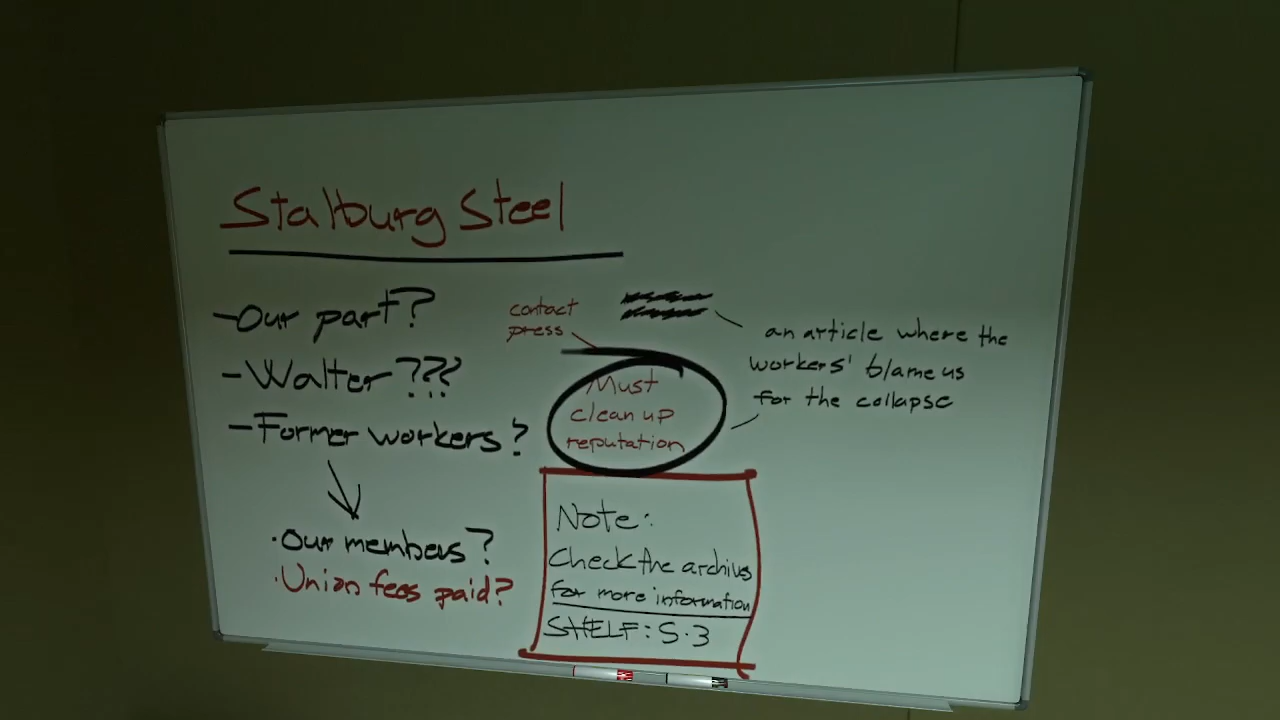 Stalburg Steel
-Our part?
-Walter???
-Former workers?
·Our members?
·Union fees paid?
contact
press
Must
clean up
reputation
an article where the
workers' blame us
for the collapse
Note:
Check the archives
for more information
SHELF: S.3